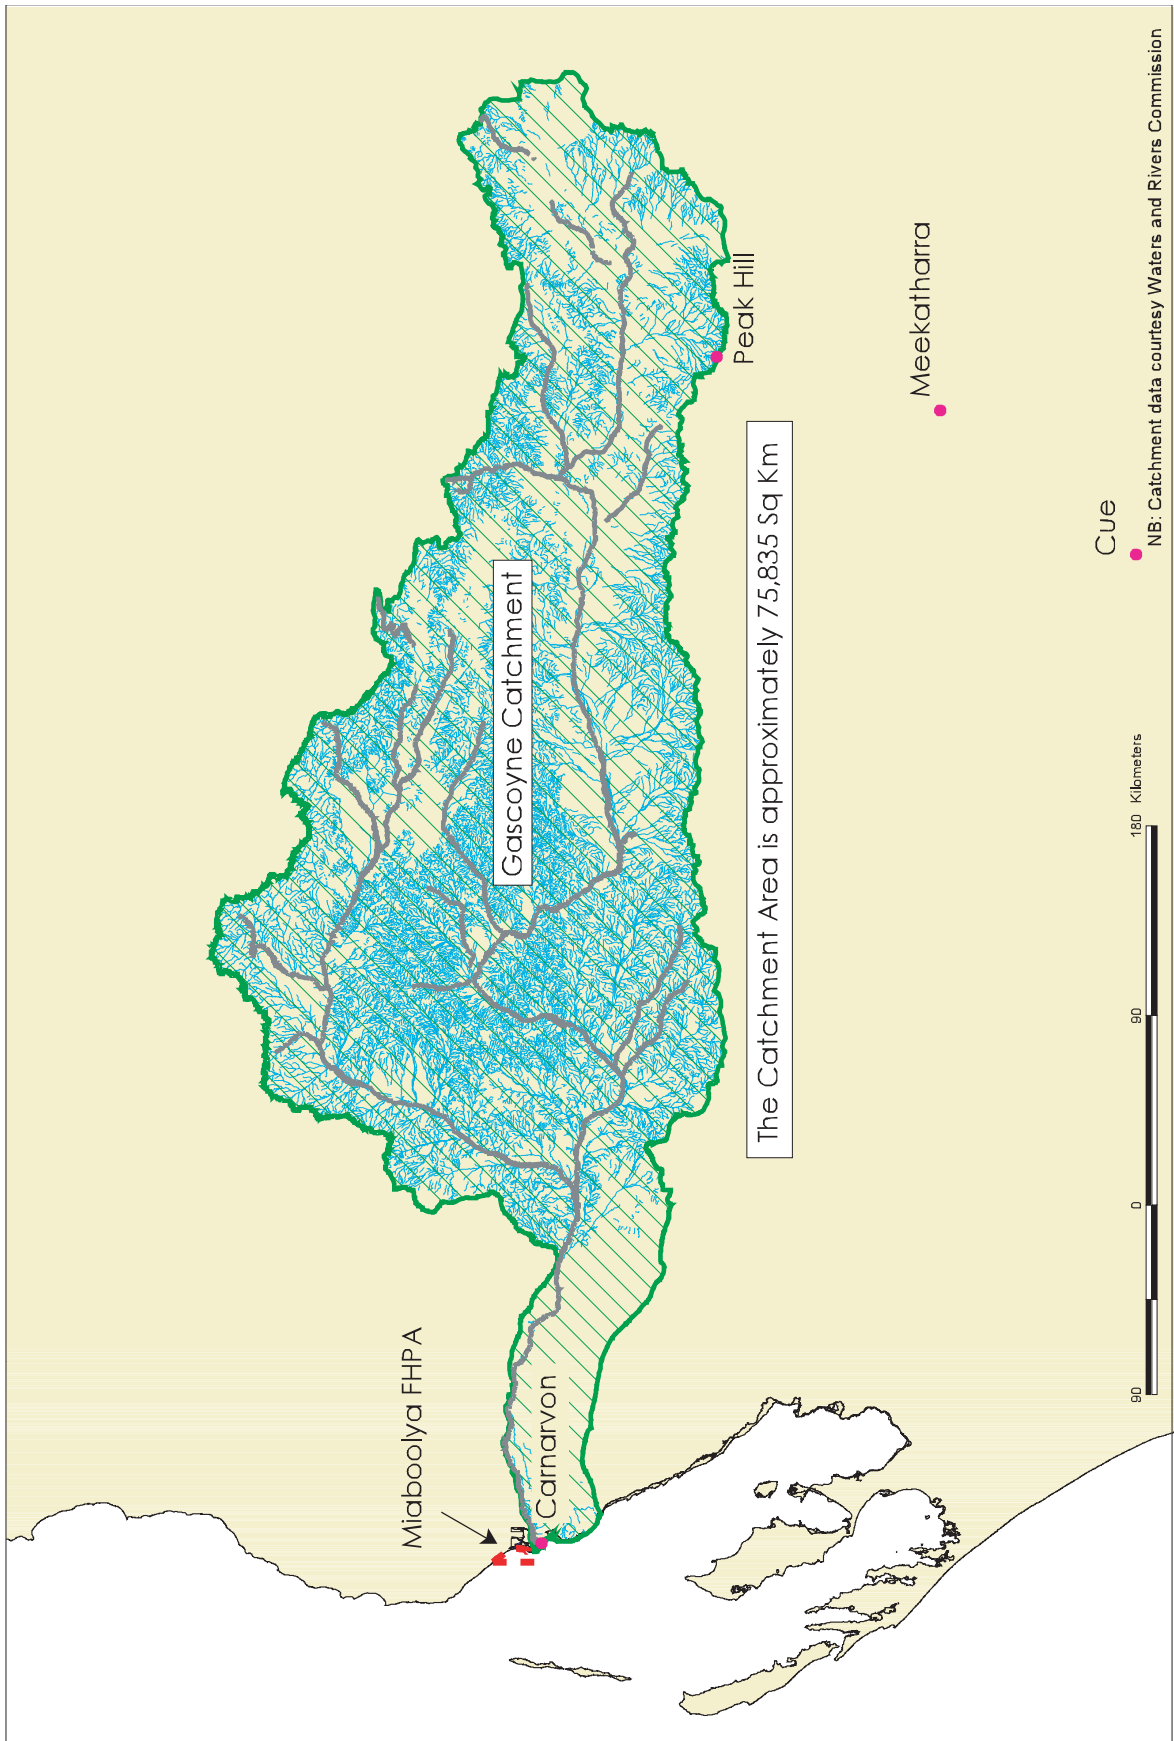 Miaboolya FHPA
Carnarvon
Gascoyne Catchment
Peak Hill
The Catchment Area is approximately 75,835 Sq Km
Meekatharra
Cue
90 0 90 180 Kilometers
NB: Catchment data courtesy Waters and Rivers Commission